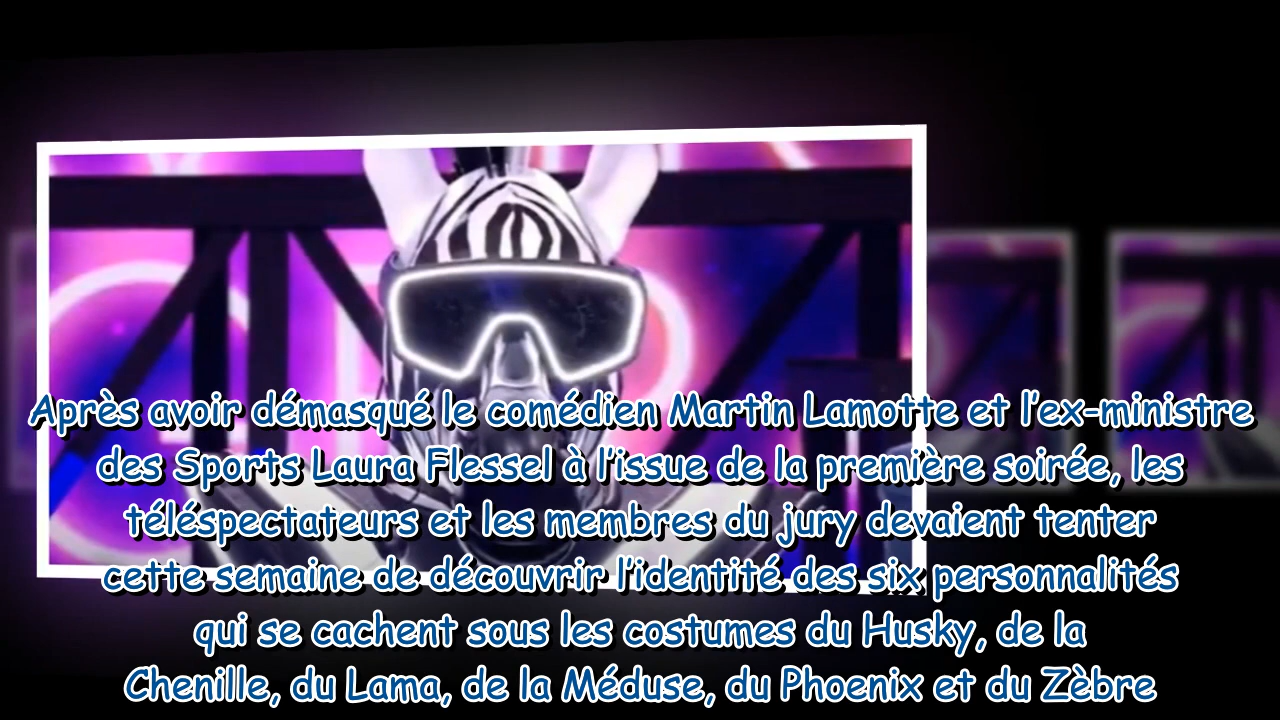 Après avoir démasqué le comédien Martin Lamotte et l'ex-ministre
des Sports Laura Flessel à l'issue de la première soirée, les
téléspectateurs et les membres du jury devaient tenter
cette semaine de découvrir l'identité des six personnalités
qui se cachent sous les costumes du Husky, de la
Chenille, du Lama, de la Méduse, du Phoenix et du Zèbre